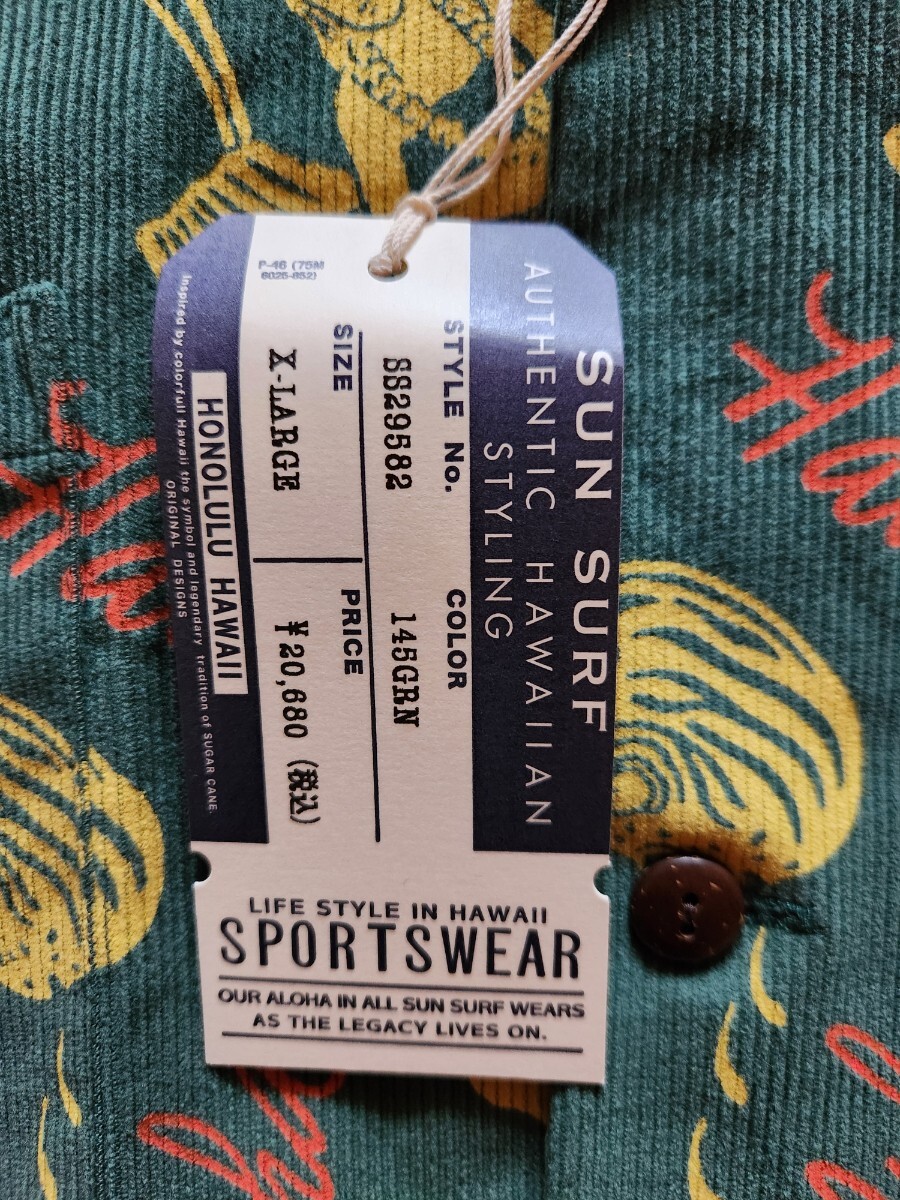 SUN SURF
AUTHENTIC HAWAIIAN
STYLING
STYLE No.
COLOR
SS29582
145GRN
SIZE
PRICE
X-LARGE
¥20,680 (税込)
P-46 (75M
6025-852)
HONOLULU HAWAII
Inspired by colorfull Hawaii the symbol and legendary tradition of SUGAR CANE.
ORIGINAL DESIGNS
LIFE STYLE IN HAWAII
SPORTSWEAR
OUR ALOHA IN ALL SUN SURF WEARS
AS THE LEGACY LIVES ON.